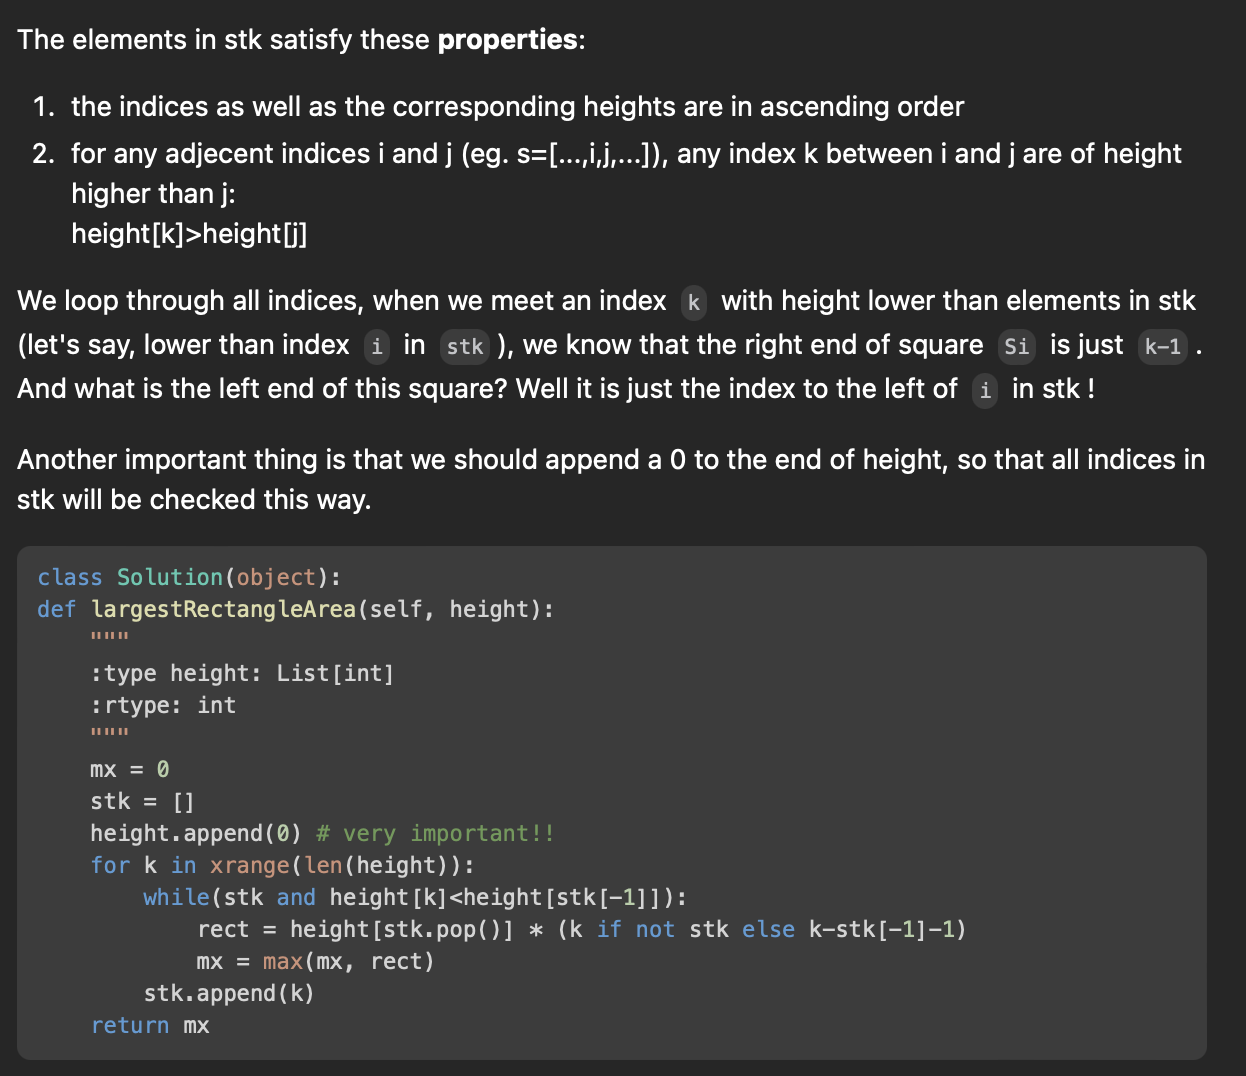 The elements in stk satisfy these properties:
1. the indices as well as the corresponding heights are in ascending order
2. for any adjecent indices i and j (eg. s=[...,i,j,...]), any index k between i and j are of height
higher than j:
height[k]>height[j]
We loop through all indices, when we meet an index k with height lower than elements in stk
(let's say, lower than index i in stk ), we know that the right end of square Si is just k-1 .
And what is the left end of this square? Well it is just the index to the left of i in stk !
Another important thing is that we should append a 0 to the end of height, so that all indices in
stk will be checked this way.
class Solution(object):
def largestRectangleArea(self, height):
    """
    :type height: List[int]
    :rtype: int
    """
    mx = 0
    stk = []
    height.append(0) # very important!!
    for k in xrange(len(height)):
        while(stk and height[k]<height[stk[-1]]):
            rect = height[stk.pop()] * (k if not stk else k-stk[-1]-1)
            mx = max(mx, rect)
        stk.append(k)
    return mx